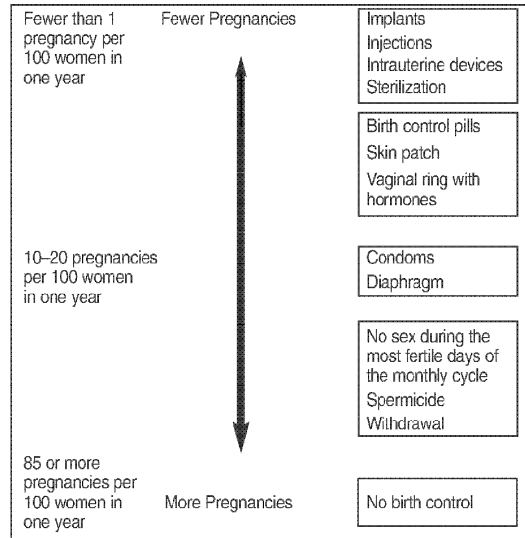 Fewer than 1
pregnancy per
100 women in
one year
Fewer Pregnancies
Implants
Injections
Intrauterine devices
Sterilization
Birth control pills
Skin patch
Vaginal ring with
hormones
10–20 pregnancies
per 100 women
in one year
Condoms
Diaphragm
No sex during the
most fertile days of
the monthly cycle
Spermicide
Withdrawal
85 or more
pregnancies per
100 women in
one year
More Pregnancies
No birth control